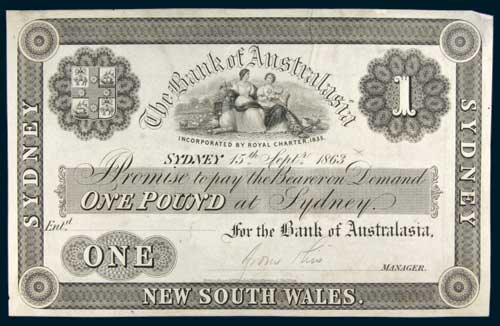 The Bank of Australasia
1
INCORPORATED BY ROYAL CHARTER, 1835.
SYDNEY 15th Septr. 1863
I Promise to pay the Bearer on Demand
ONE POUND at Sydney.
Entd.
For the Bank of Australasia,
ONE
MANAGER.
NEW SOUTH WALES.
SYDNEY
SYDNEY